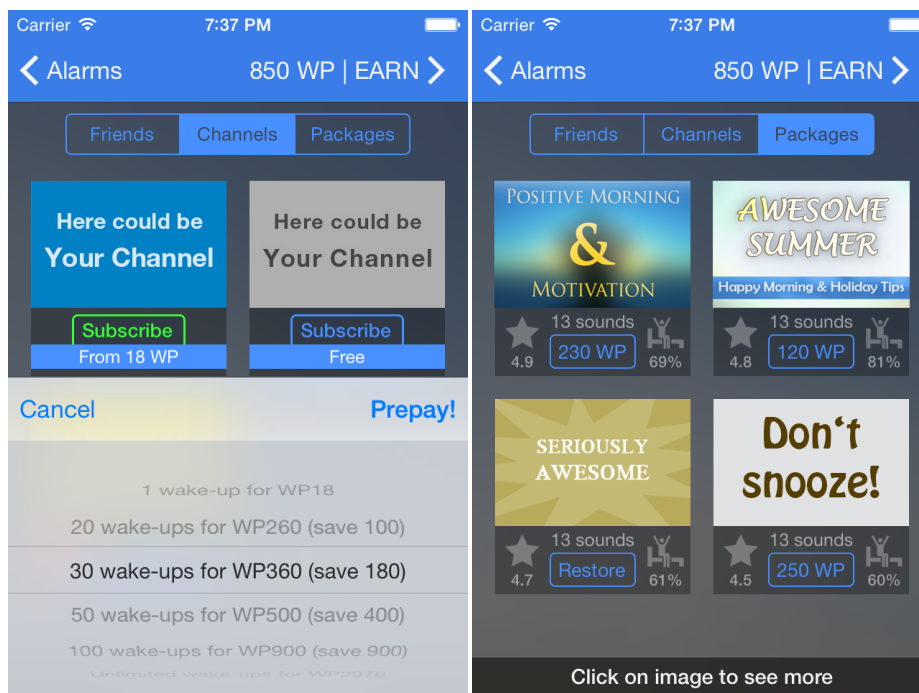 Carrier 7:37 PM
Alarms 850 WP | EARN
Friends Channels Packages
Here could be
Your Channel
Subscribe
From 18 WP
Here could be
Your Channel
Subscribe
Free
Cancel Prepay!
1 wake-up for WP18
20 wake-ups for WP260 (save 100)
30 wake-ups for WP360 (save 180)
50 wake-ups for WP500 (save 400)
100 wake-ups for WP900 (save 900)
Unlimited wake-ups for WP2970
Carrier 7:37 PM
Alarms 850 WP | EARN
Friends Channels Packages
POSITIVE MORNING
&
MOTIVATION
13 sounds
4.9 230 WP 69%
AWESOME
SUMMER
Happy Morning & Holiday Tips
13 sounds
4.8 120 WP 81%
SERIOUSLY
AWESOME
13 sounds
4.7 Restore 61%
Don't
snooze!
13 sounds
4.5 250 WP 60%
Click on image to see more